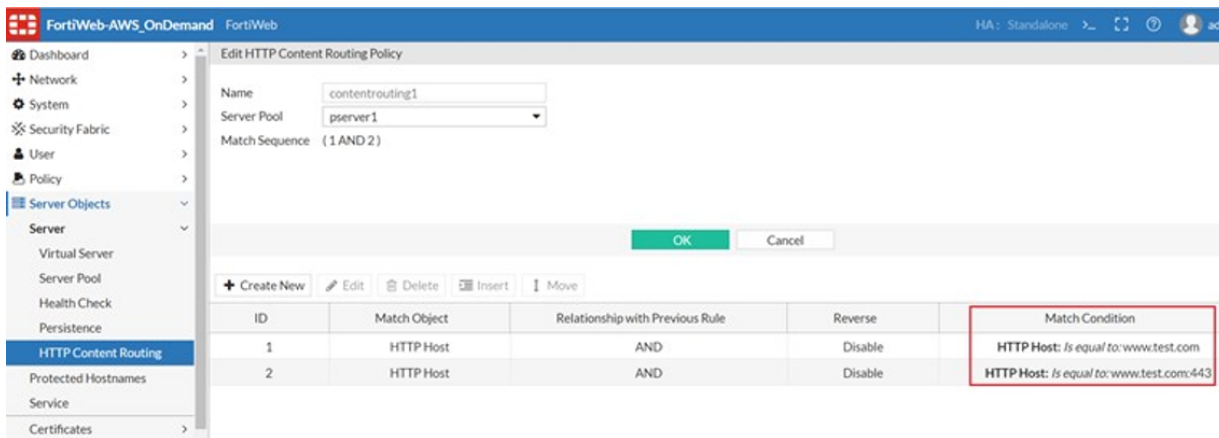 FortiWeb-AWS_OnDemand FortiWeb HA: Standalone >_
Dashboard
Network
System
Security Fabric
User
Policy
Server Objects
Server
Virtual Server
Server Pool
Health Check
Persistence
HTTP Content Routing
Protected Hostnames
Service
Certificates
Edit HTTP Content Routing Policy
Name contentrouting1
Server Pool pserver1
Match Sequence (1 AND 2)
OK Cancel
Create New Edit Delete Insert Move
ID Match Object Relationship with Previous Rule Reverse Match Condition
1 HTTP Host AND Disable HTTP Host: Is equal to: www.test.com
2 HTTP Host AND Disable HTTP Host: Is equal to: www.test.com:443